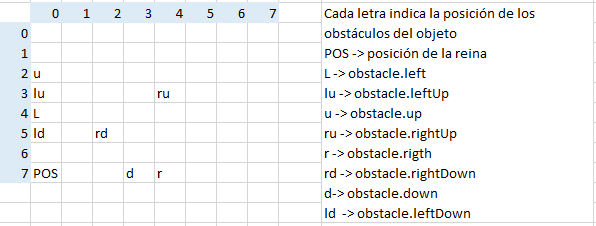 0 1 2 3 4 5 6 7 Cada letra indica la posición de los
0 obstáculos del objeto
1 POS -> posición de la reina
2 u L -> obstacle.left
3 lu ru lu -> obstacle.leftUp
4 L u -> obstacle.up
5 ld rd ru -> obstacle.rightUp
6 r -> obstacle.rigth
7 POS d r rd -> obstacle.rightDown
d-> obstacle.down
ld -> obstacle.leftDown